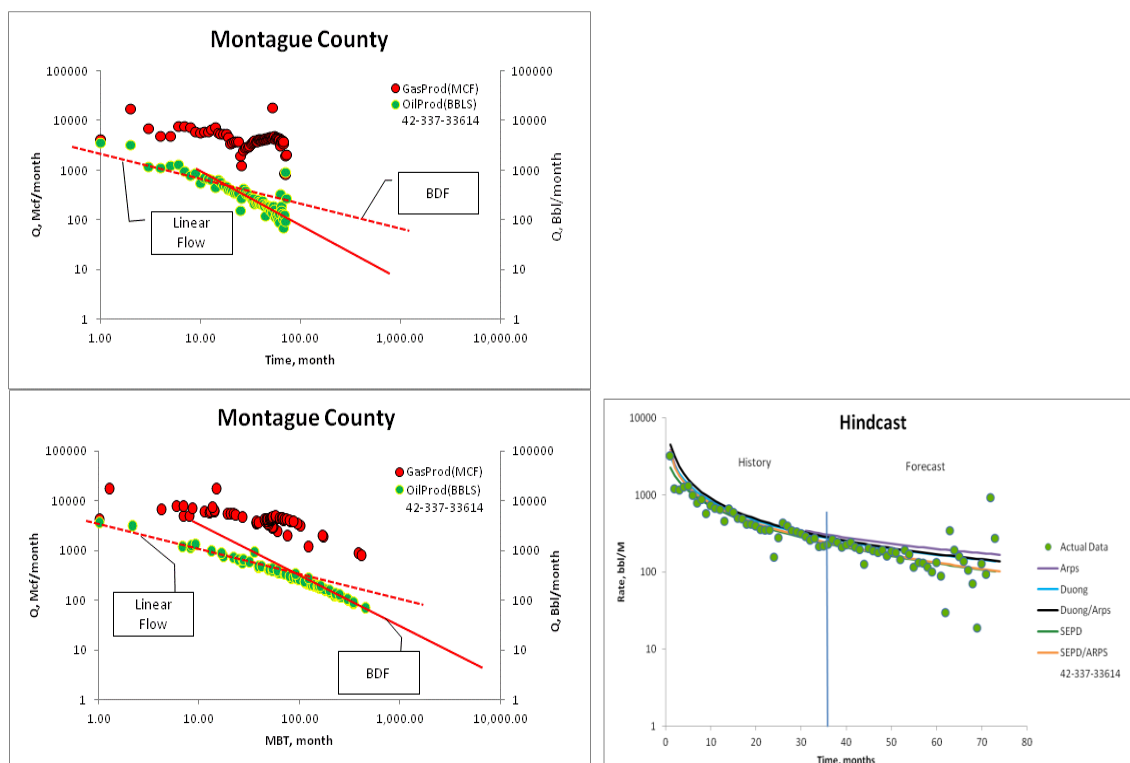 Montague County
100000
10000
1000
100
10
1
100000
10000
1000
100
10
1
1.00
10.00
100.00
1,000.00
10,000.00
Q, Mcf/month
Q, Bbl/month
Time, month
GasProd(MCF)
OilProd(BBLS)
42-337-33614
BDF
Linear
Flow
Montague County
100000
10000
1000
100
10
1
100000
10000
1000
100
10
1
1.00
10.00
100.00
1,000.00
10,000.00
Q, Mcf/month
Q, Bbl/month
MBT, month
GasProd(MCF)
OilProd(BBLS)
42-337-33614
Linear
Flow
BDF
Hindcast
10000
1000
100
10
1
0
10
20
30
40
50
60
70
80
Rate, bbl/M
Time, months
History
Forecast
Actual Data
Arps
Duong
Duong/Arps
SEPD
SEPD/ARPS
42-337-33614